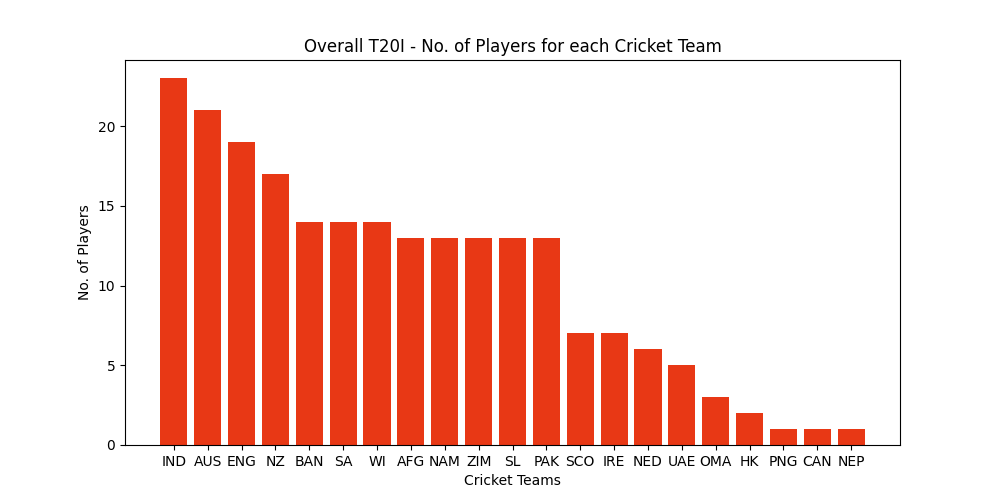 Overall T20I - No. of Players for each Cricket Team
No. of Players
20
15
10
5
0
IND AUS ENG NZ BAN SA WI AFG NAM ZIM SL PAK SCO IRE NED UAE OMA HK PNG CAN NEP
Cricket Teams